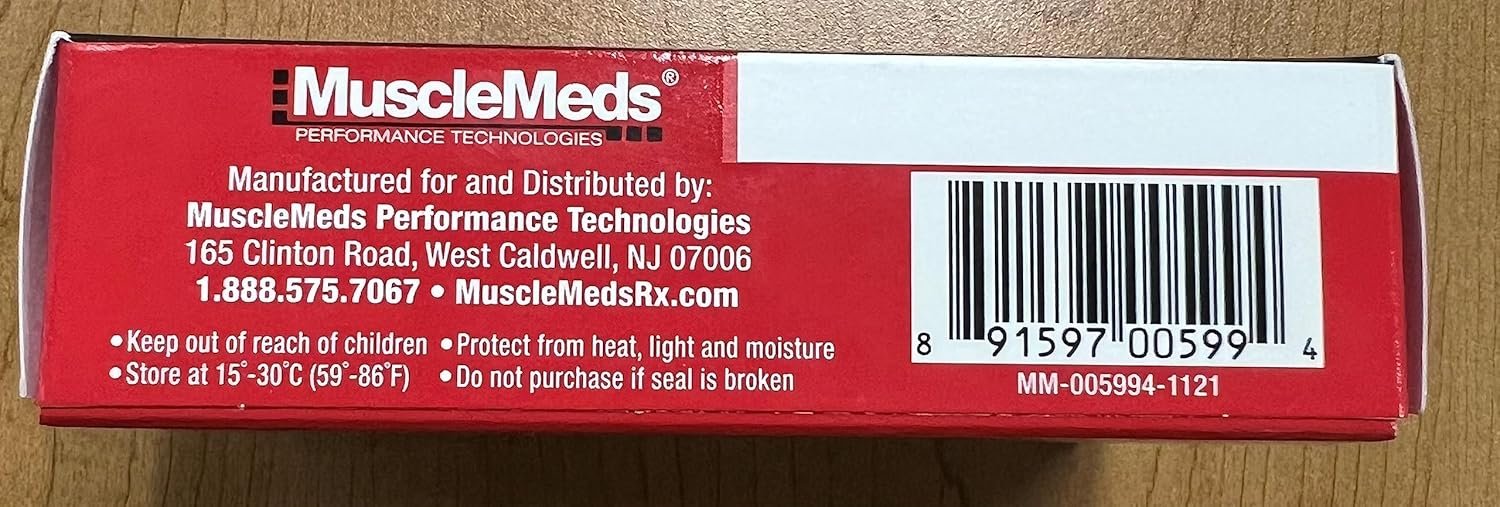 MuscleMeds®
PERFORMANCE TECHNOLOGIES
Manufactured for and Distributed by:
MuscleMeds Performance Technologies
165 Clinton Road, West Caldwell, NJ 07006
1.888.575.7067 • MuscleMedsRx.com
•Keep out of reach of children •Protect from heat, light and moisture
•Store at 15°-30°C (59°-86°F) •Do not purchase if seal is broken
8 91597 00599 4
MM-005994-1121